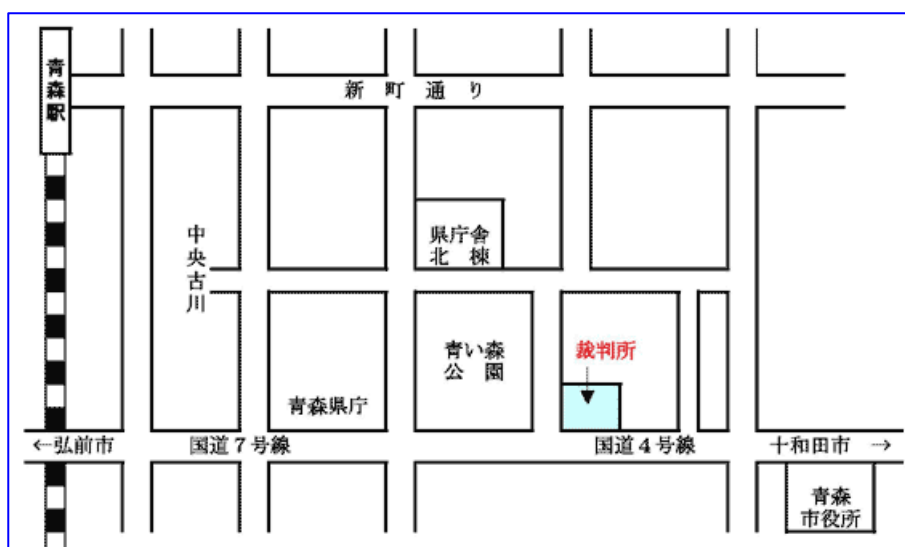 青森駅
新町通り
県庁舎
北棟
中央古川
青い森
公園
裁判所
青森県庁
←弘前市
国道7号線
国道4号線
十和田市 →
青森
市役所